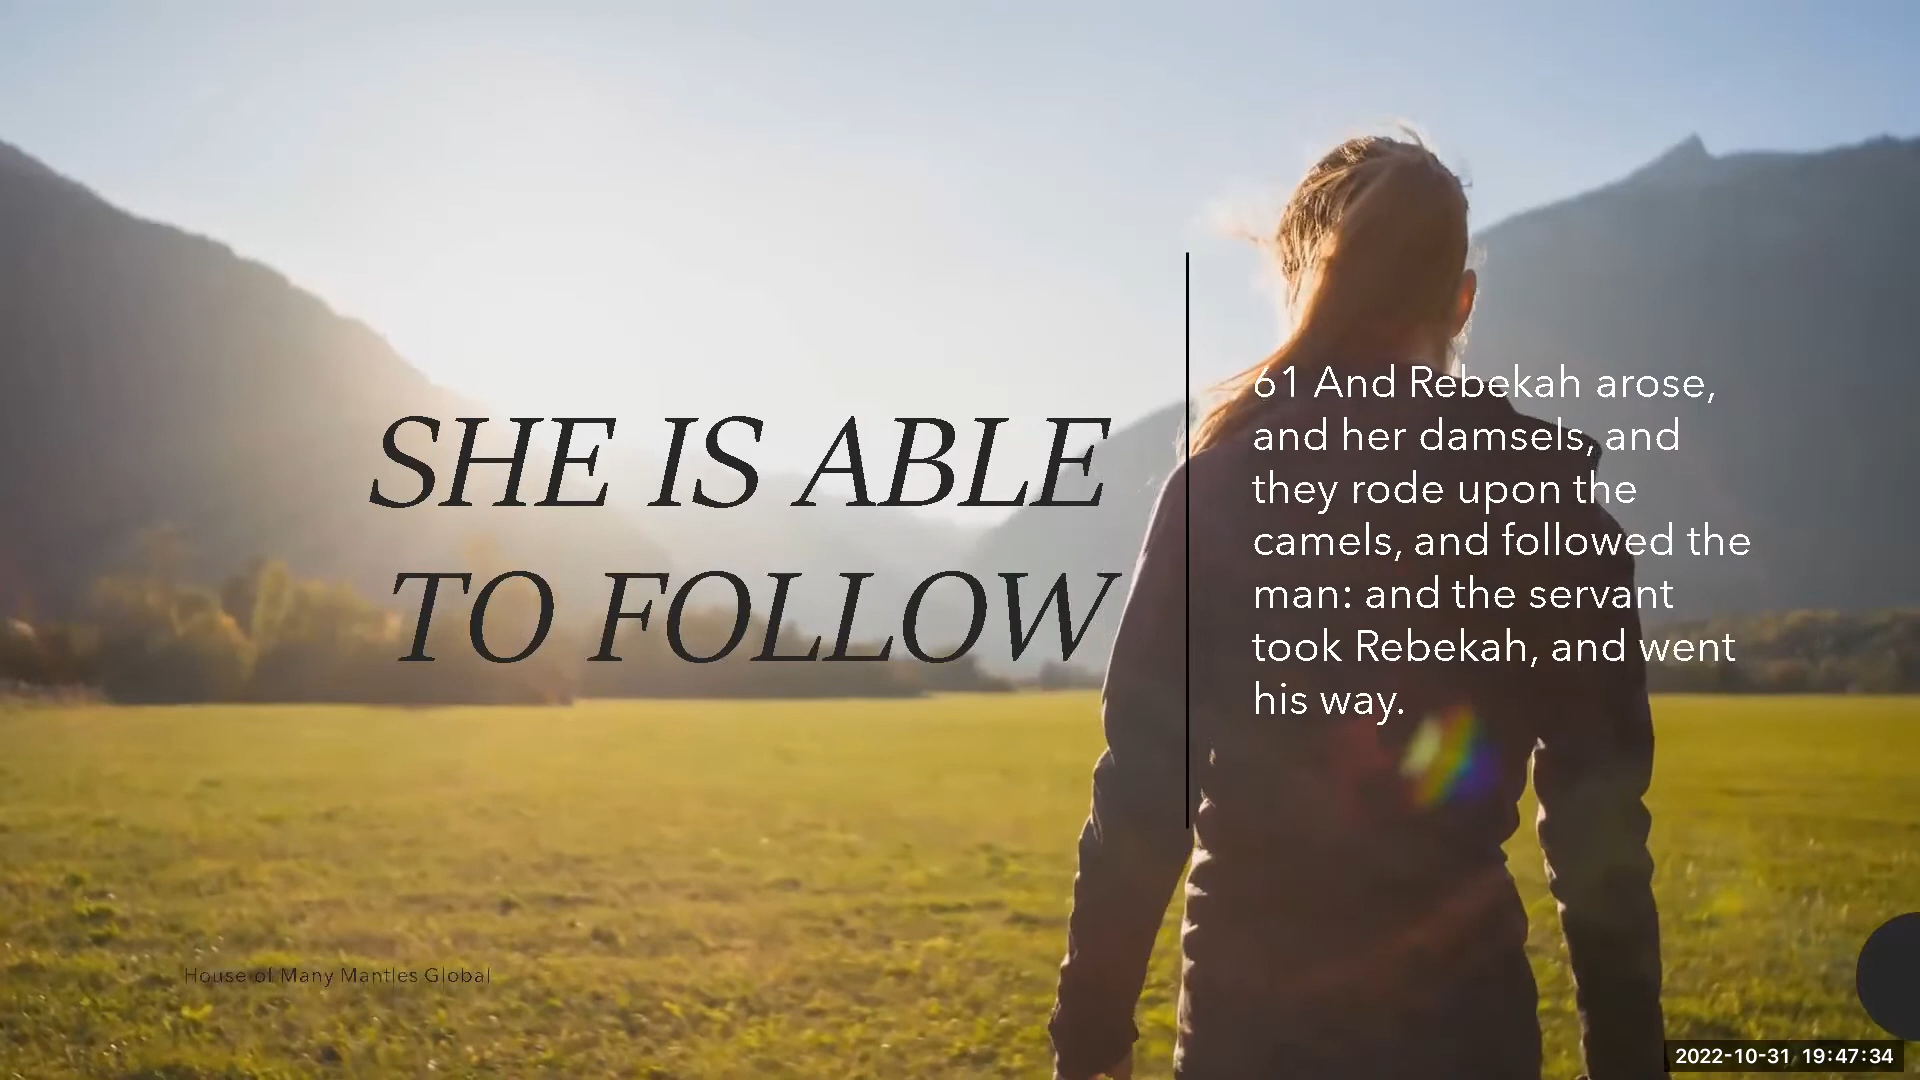 SHE IS ABLE
TO FOLLOW
61 And Rebekah arose,
and her damsels, and
they rode upon the
camels, and followed the
man: and the servant
took Rebekah, and went
his way.
House of Many Mantles Global
2022-10-31 19:47:34